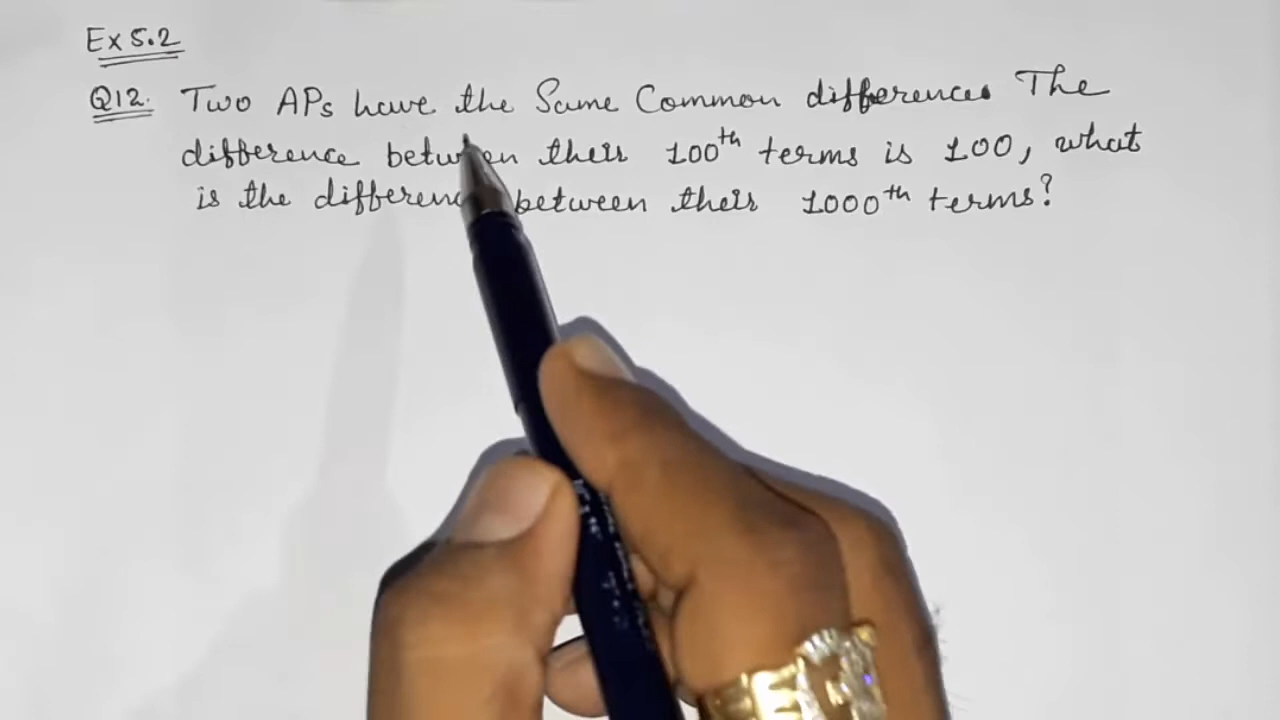 Ex 5.2
Q12. Two APs have the Same Common difference. The
difference between their 100th terms is 100, what
is the difference between their 1000th terms?